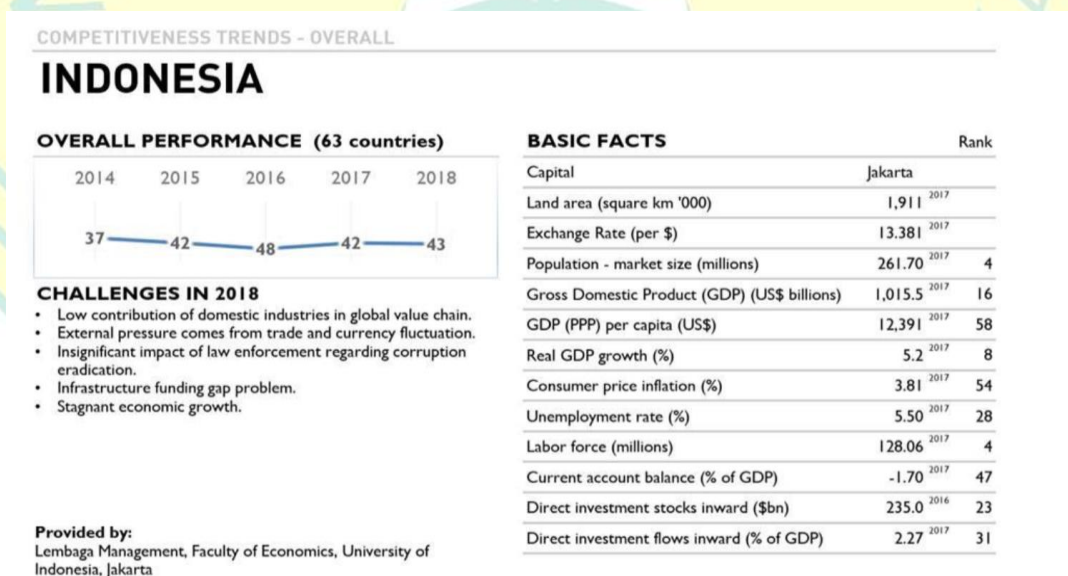 COMPETITIVENESS TRENDS - OVERALL
INDONESIA
OVERALL PERFORMANCE (63 countries)
2014 2015 2016 2017 2018
37 42 48 42 43
CHALLENGES IN 2018
• Low contribution of domestic industries in global value chain.
• External pressure comes from trade and currency fluctuation.
• Insignificant impact of law enforcement regarding corruption
eradication.
• Infrastructure funding gap problem.
• Stagnant economic growth.
Provided by:
Lembaga Management, Faculty of Economics, University of
Indonesia, Jakarta
BASIC FACTS Rank
Capital Jakarta
Land area (square km '000) 1,911 2017
Exchange Rate (per $) 13.381 2017
Population - market size (millions) 261.70 2017 4
Gross Domestic Product (GDP) (US$ billions) 1,015.5 2017 16
GDP (PPP) per capita (US$) 12,391 2017 58
Real GDP growth (%) 5.2 2017 8
Consumer price inflation (%) 3.81 2017 54
Unemployment rate (%) 5.50 2017 28
Labor force (millions) 128.06 2017 4
Current account balance (% of GDP) -1.70 2017 47
Direct investment stocks inward ($bn) 235.0 2016 23
Direct investment flows inward (% of GDP) 2.27 2017 31